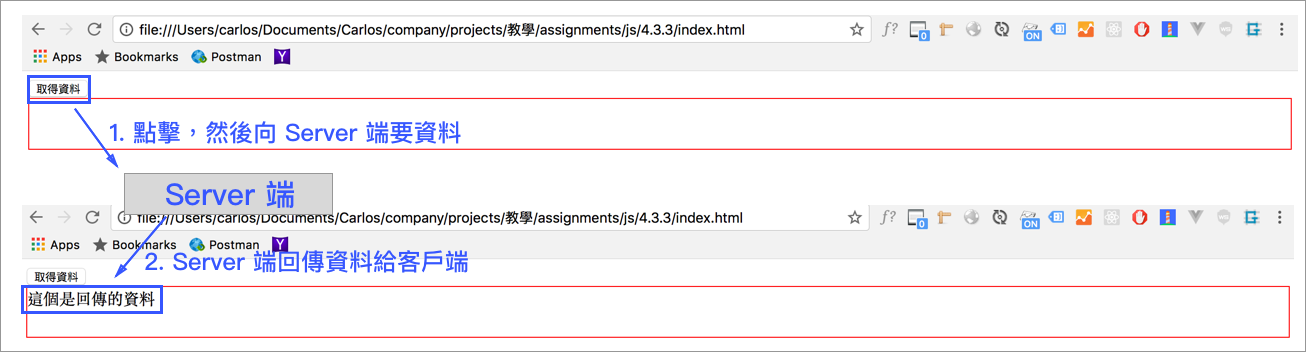 file:///Users/carlos/Documents/Carlos/company/projects/教學/assignments/js/4.3.3/index.html
f?
0
ON
Apps Bookmarks Postman Y
取得資料
1. 點擊，然後向 Server 端要資料
Server 端
file:///Users/carlos/Documents/Carlos/company/projects/教學/assignments/js/4.3.3/index.html
f?
0
ON
Apps Bookmarks Postman Y
2. Server 端回傳資料給客戶端
取得資料
這個是回傳的資料